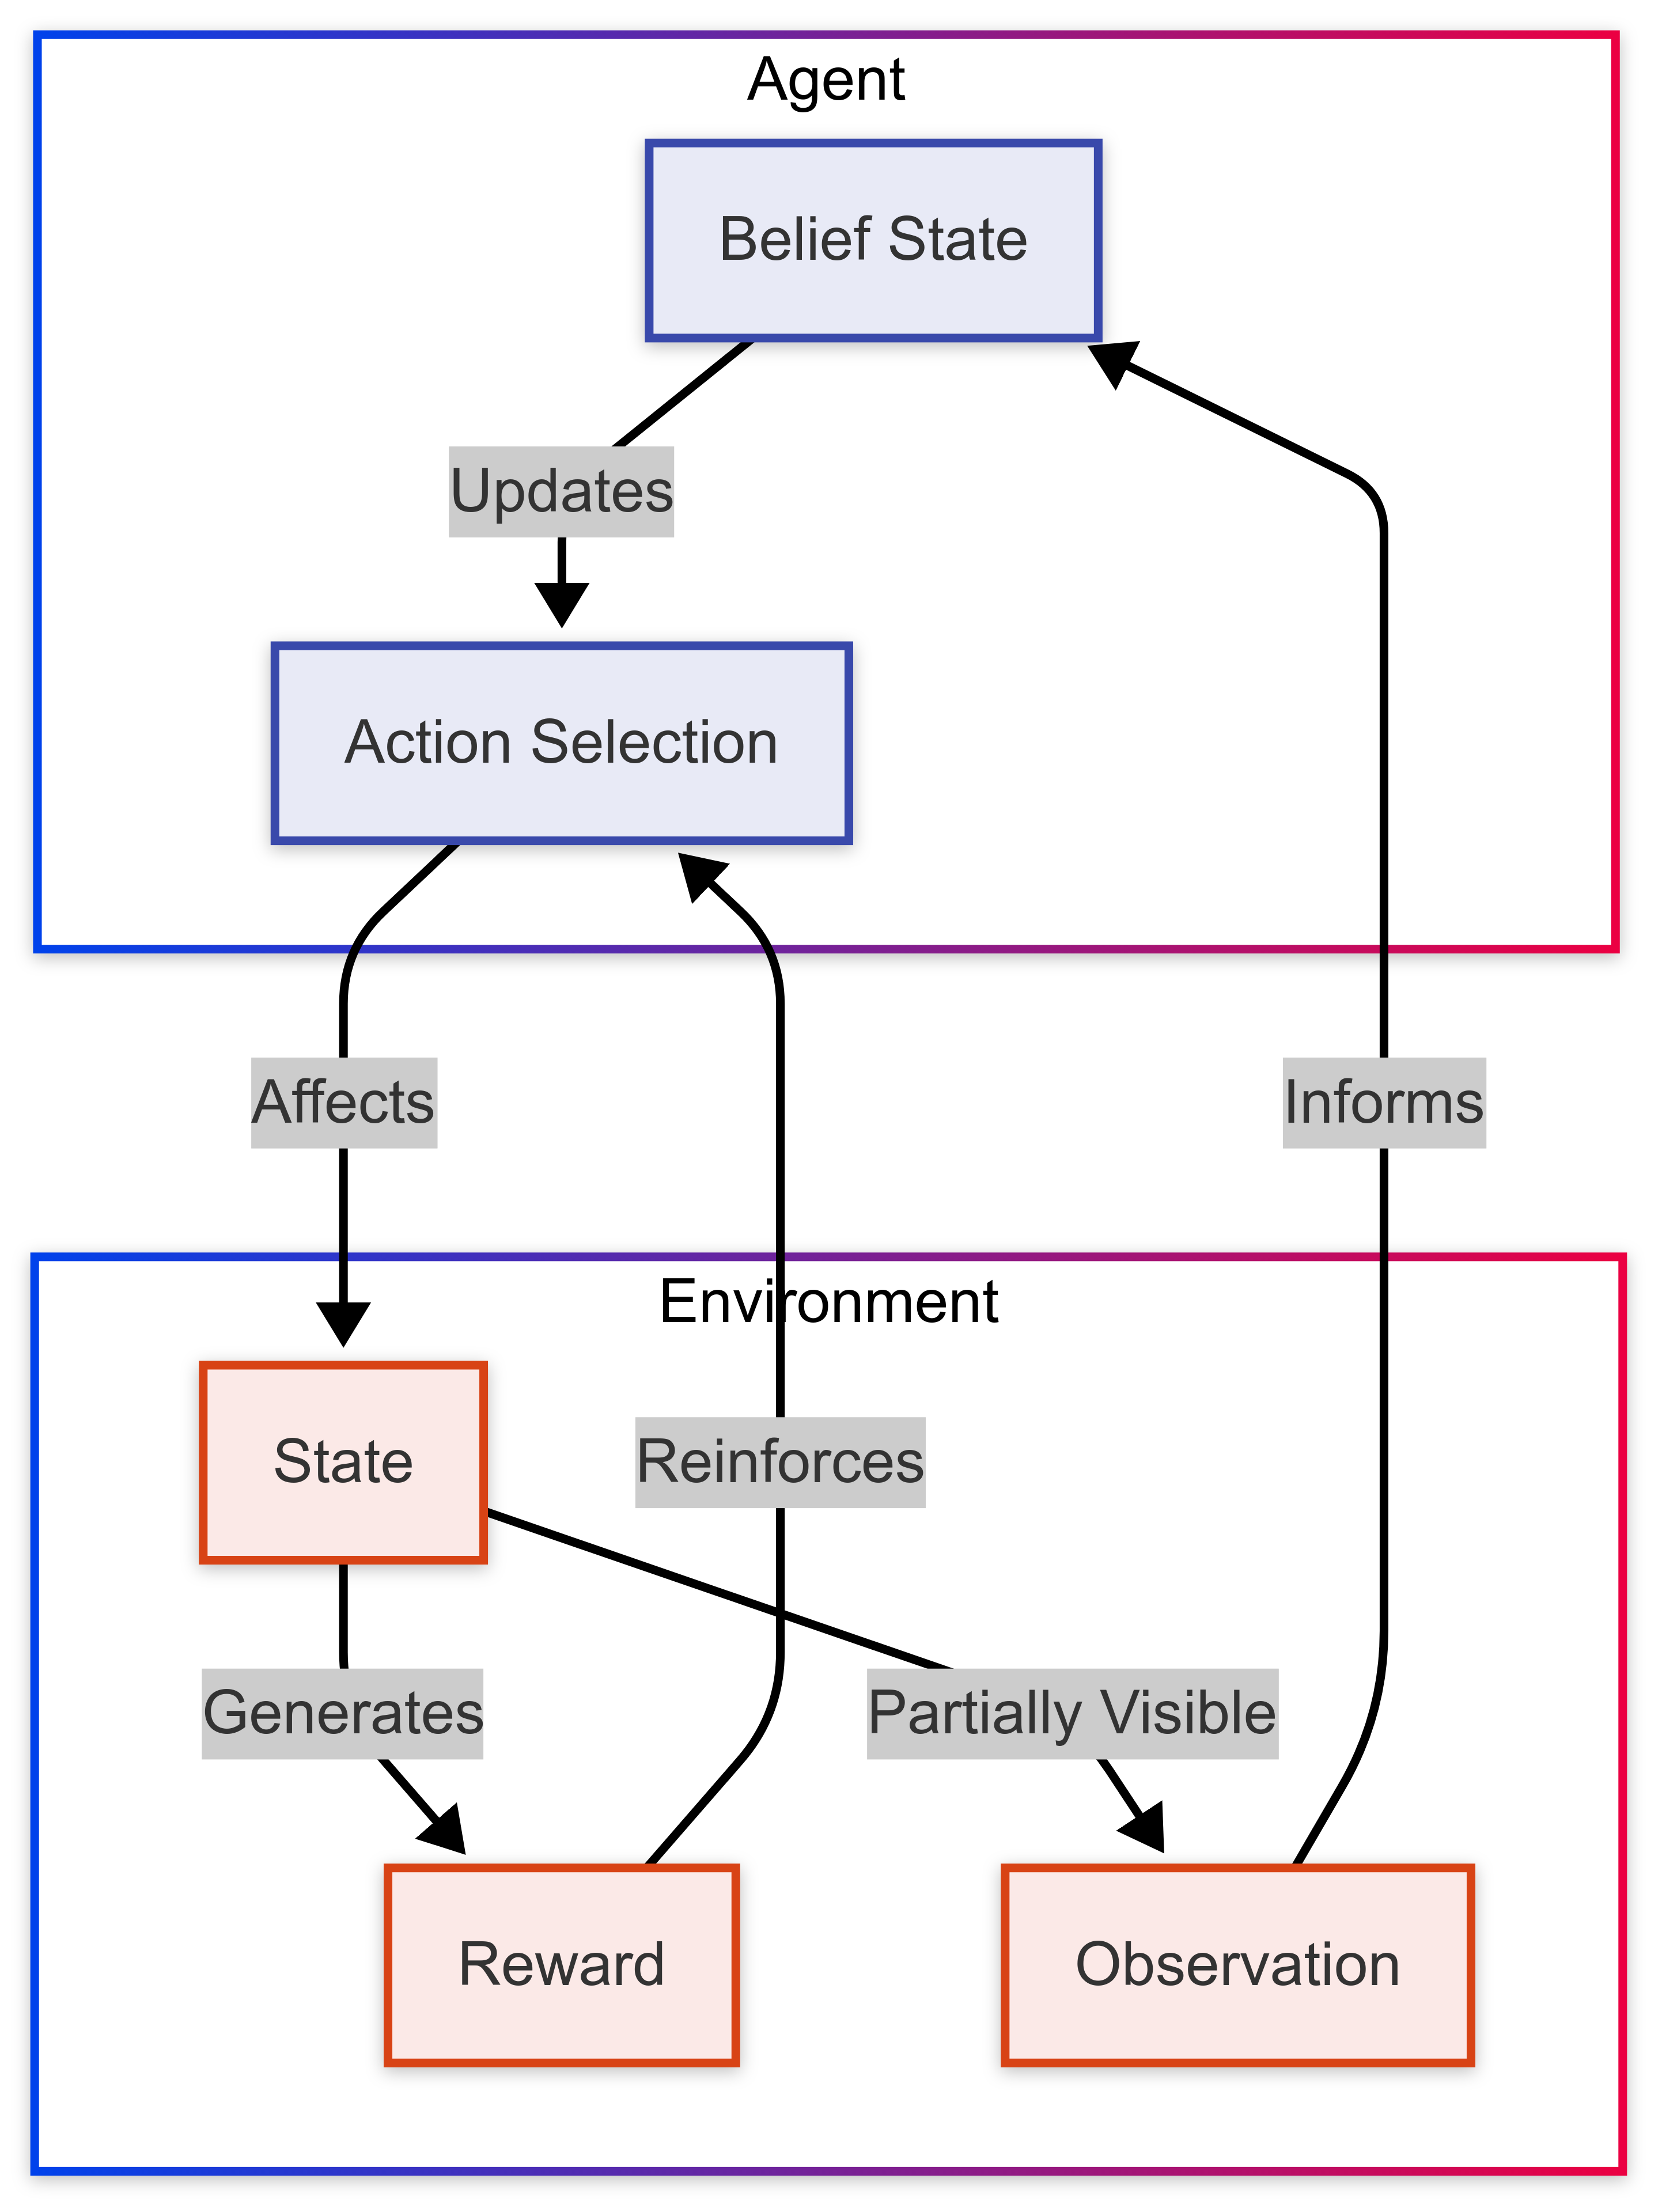 Agent
Belief State
Updates
Action Selection
Affects
Informs
Environment
State
Reinforces
Generates
Partially Visible
Reward
Observation